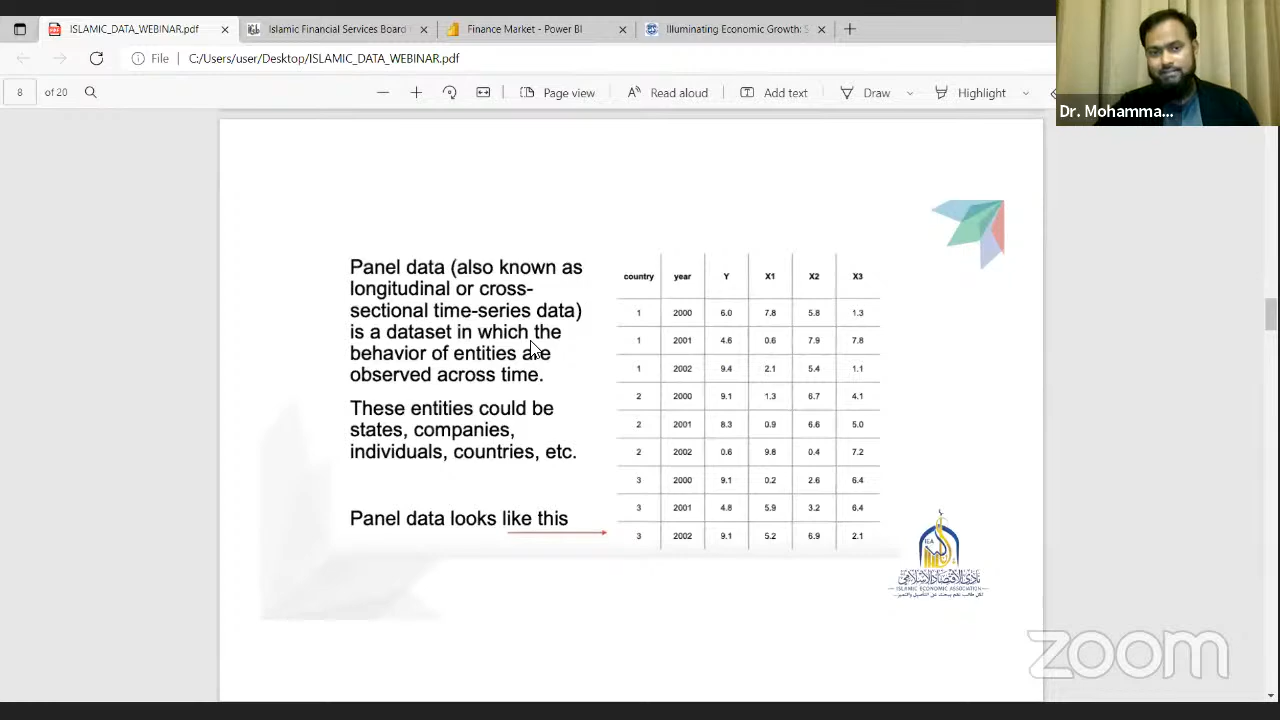 ISLAMIC_DATA_WEBINAR.pdf
Islamic Financial Services Board
Finance Market - Power BI
Illuminating Economic Growth: S
File
C:/Users/user/Desktop/ISLAMIC_DATA_WEBINAR.pdf
8 of 20
Page view
Read aloud
Add text
Draw
Highlight
Dr. Mohamma...
Panel data (also known as
longitudinal or cross-
sectional time-series data)
is a dataset in which the
behavior of entities are
observed across time.
These entities could be
states, companies,
individuals, countries, etc.
Panel data looks like this
country year Y X1 X2 X3
1 2000 6.0 7.8 5.8 1.3
1 2001 4.6 0.6 7.9 7.8
1 2002 9.4 2.1 5.4 1.1
2 2000 9.1 1.3 6.7 4.1
2 2001 8.3 0.9 6.6 5.0
2 2002 0.6 9.8 0.4 7.2
3 2000 9.1 0.2 2.6 6.4
3 2001 4.8 5.9 3.2 6.4
3 2002 9.1 5.2 6.9 2.1
IEA
نادي الاقتصاد الإسلامي
ISLAMIC ECONOMIC ASSOCIATION
zoom